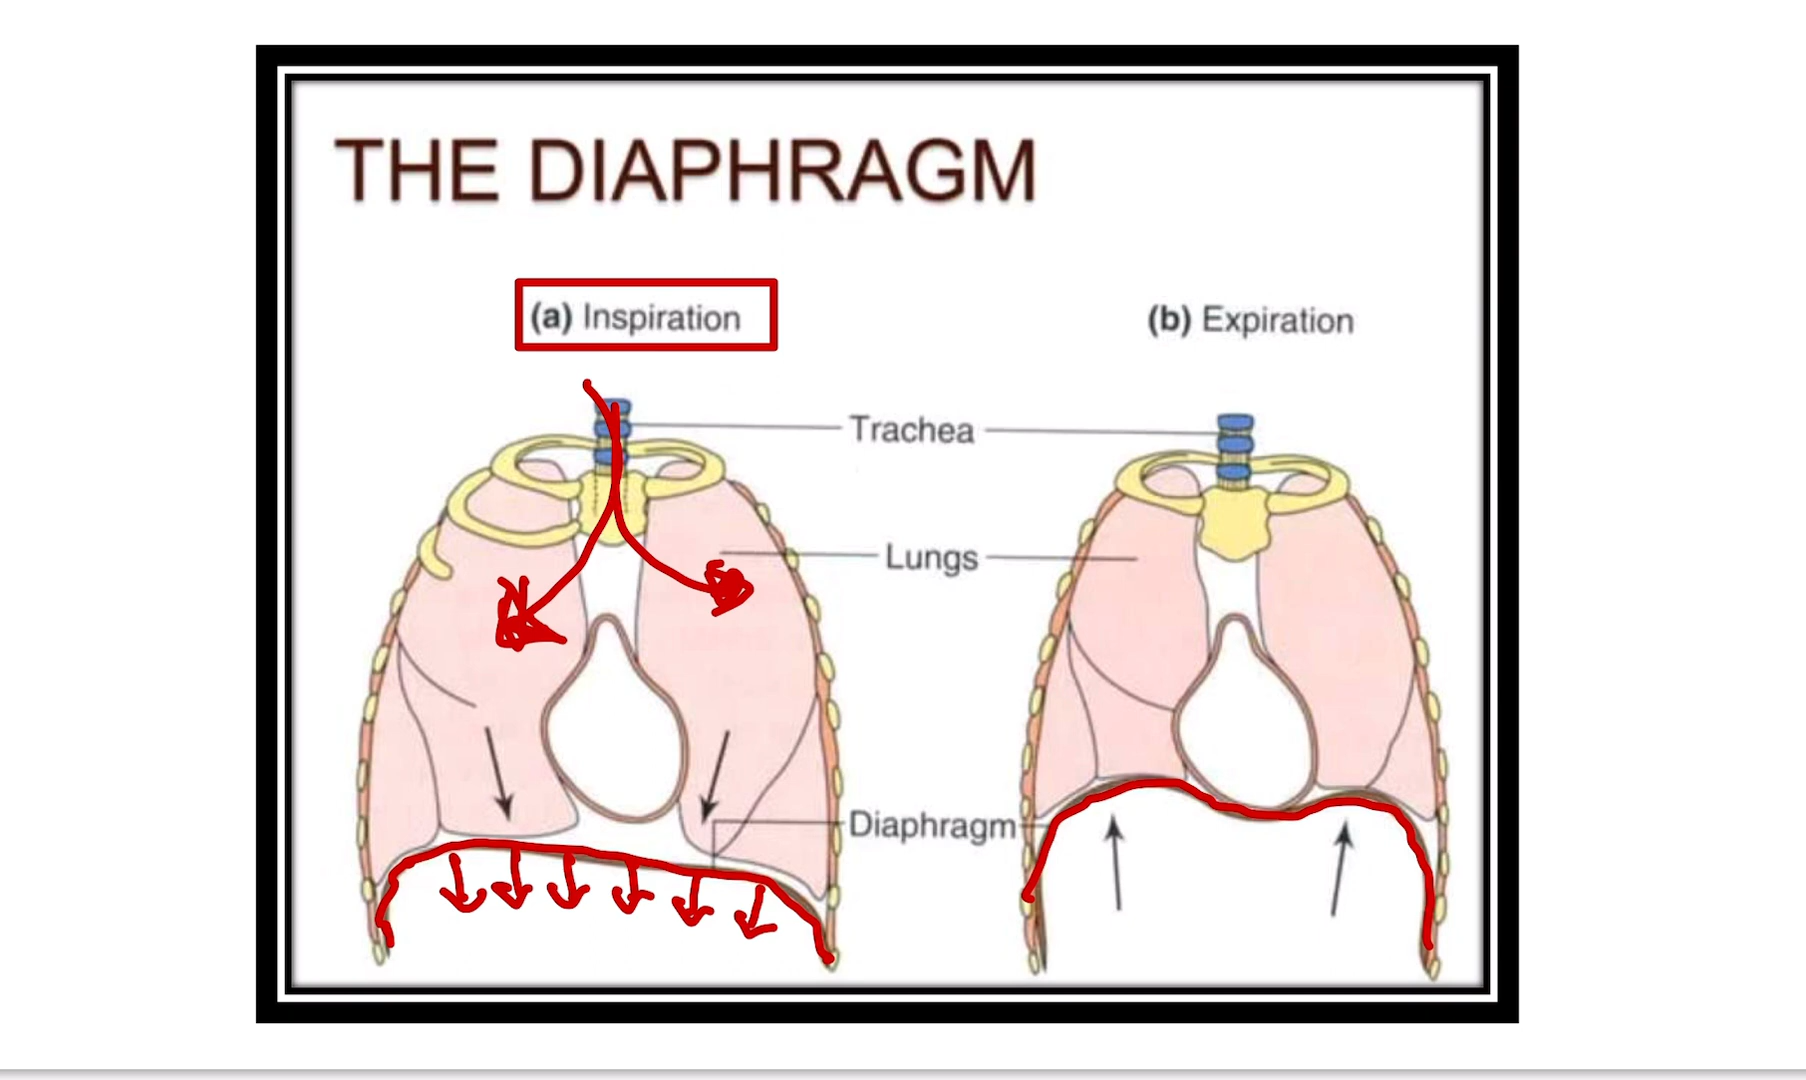 THE DIAPHRAGM
(a) Inspiration
(b) Expiration
Trachea
Lungs
Diaphragm